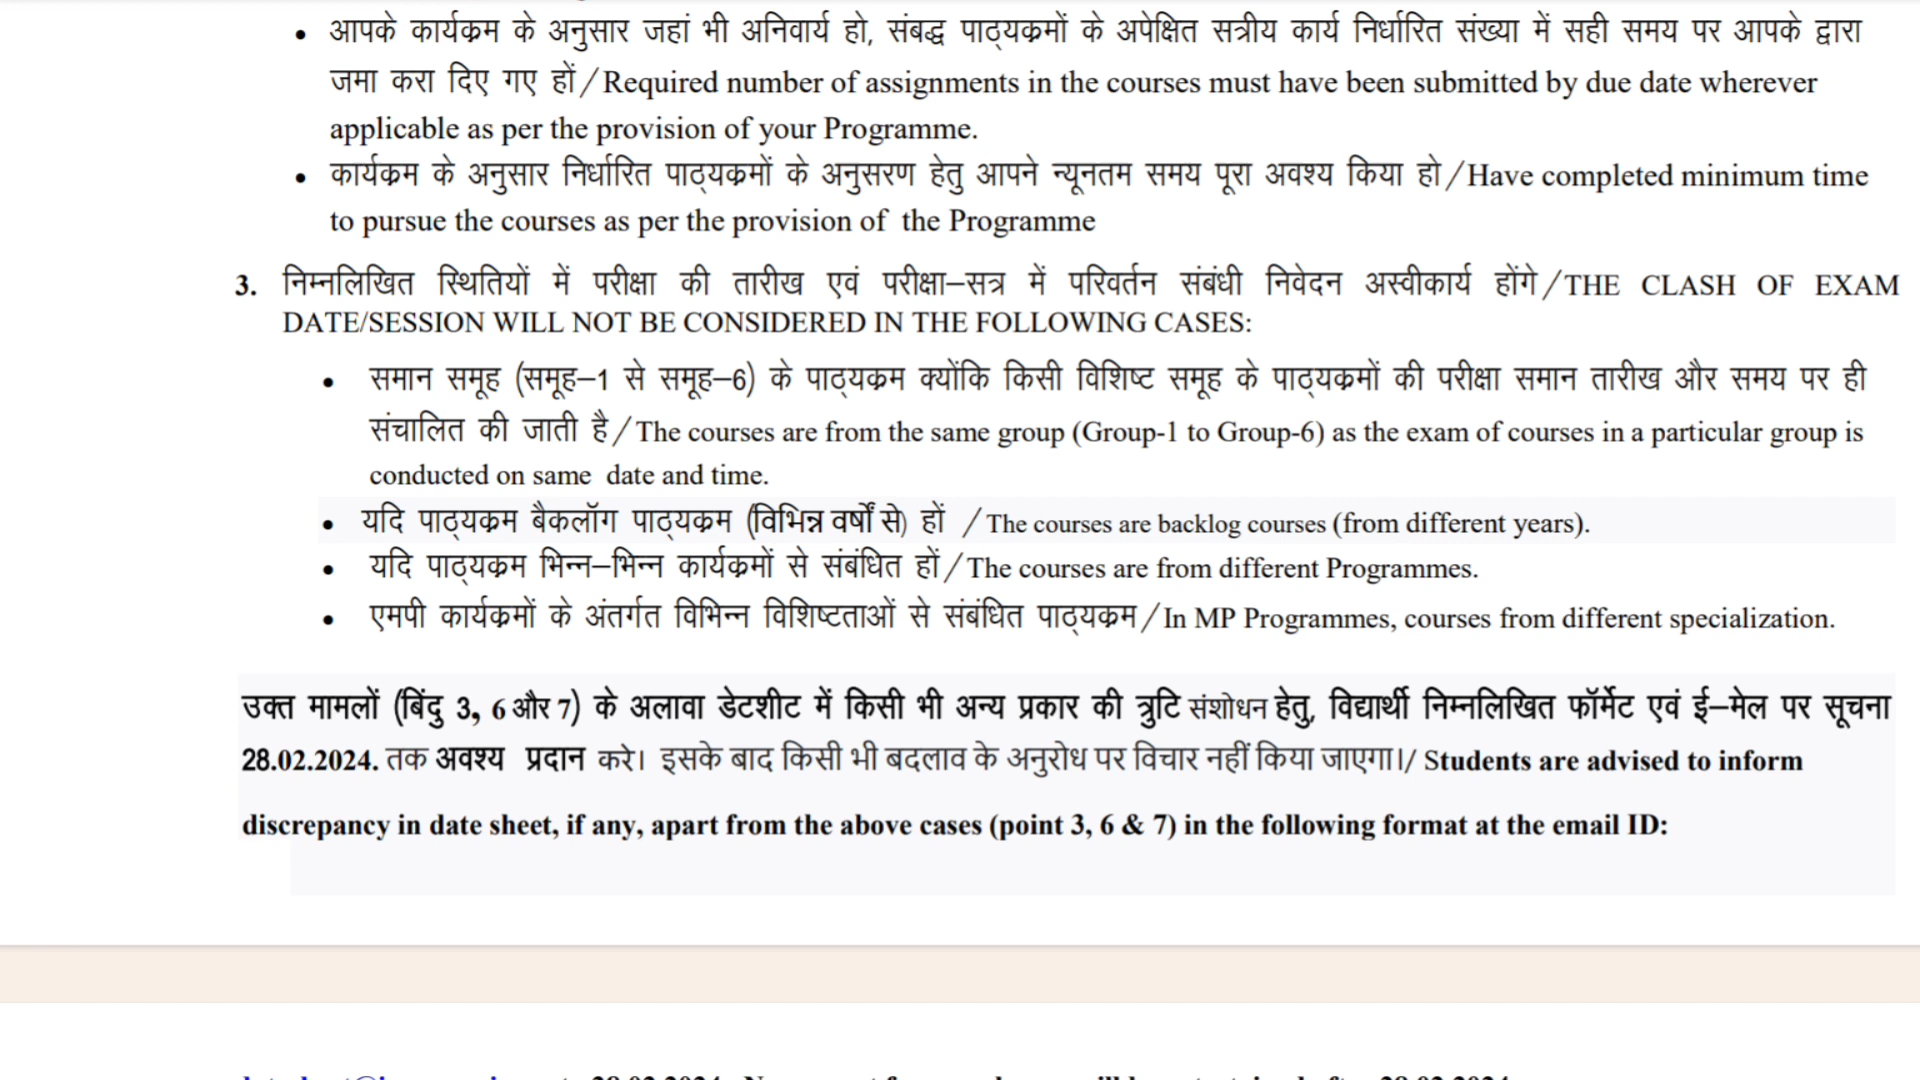 • आपके कार्यक्रम के अनुसार जहां भी अनिवार्य हो, संबद्ध पाठ्यक्रमों के अपेक्षित सत्रीय कार्य निर्धारित संख्या में सही समय पर आपके द्वारा
जमा करा दिए गए हों/Required number of assignments in the courses must have been submitted by due date wherever
applicable as per the provision of your Programme.
• कार्यक्रम के अनुसार निर्धारित पाठ्यक्रमों के अनुसरण हेतु आपने न्यूनतम समय पूरा अवश्य किया हो/Have completed minimum time
to pursue the courses as per the provision of the Programme
3. निम्नलिखित स्थितियों में परीक्षा की तारीख एवं परीक्षा–सत्र में परिवर्तन संबंधी निवेदन अस्वीकार्य होंगे/THE CLASH OF EXAM
DATE/SESSION WILL NOT BE CONSIDERED IN THE FOLLOWING CASES:
• समान समूह (समूह–1 से समूह–6) के पाठ्यक्रम क्योंकि किसी विशिष्ट समूह के पाठ्यक्रमों की परीक्षा समान तारीख और समय पर ही
संचालित की जाती है/The courses are from the same group (Group-1 to Group-6) as the exam of courses in a particular group is
conducted on same date and time.
• यदि पाठ्यक्रम बैकलॉग पाठ्यक्रम (विभिन्न वर्षों से) हों /The courses are backlog courses (from different years).
• यदि पाठ्यक्रम भिन्न–भिन्न कार्यक्रमों से संबंधित हों/The courses are from different Programmes.
• एमपी कार्यक्रमों के अंतर्गत विभिन्न विशिष्टताओं से संबंधित पाठ्यक्रम/In MP Programmes, courses from different specialization.
उक्त मामलों (बिंदु 3, 6 और 7) के अलावा डेटशीट में किसी भी अन्य प्रकार की त्रुटि संशोधन हेतु, विद्यार्थी निम्नलिखित फॉर्मेट एवं ई–मेल पर सूचना
28.02.2024. तक अवश्य प्रदान करे। इसके बाद किसी भी बदलाव के अनुरोध पर विचार नहीं किया जाएगा।/ Students are advised to inform
discrepancy in date sheet, if any, apart from the above cases (point 3, 6 & 7) in the following format at the email ID: